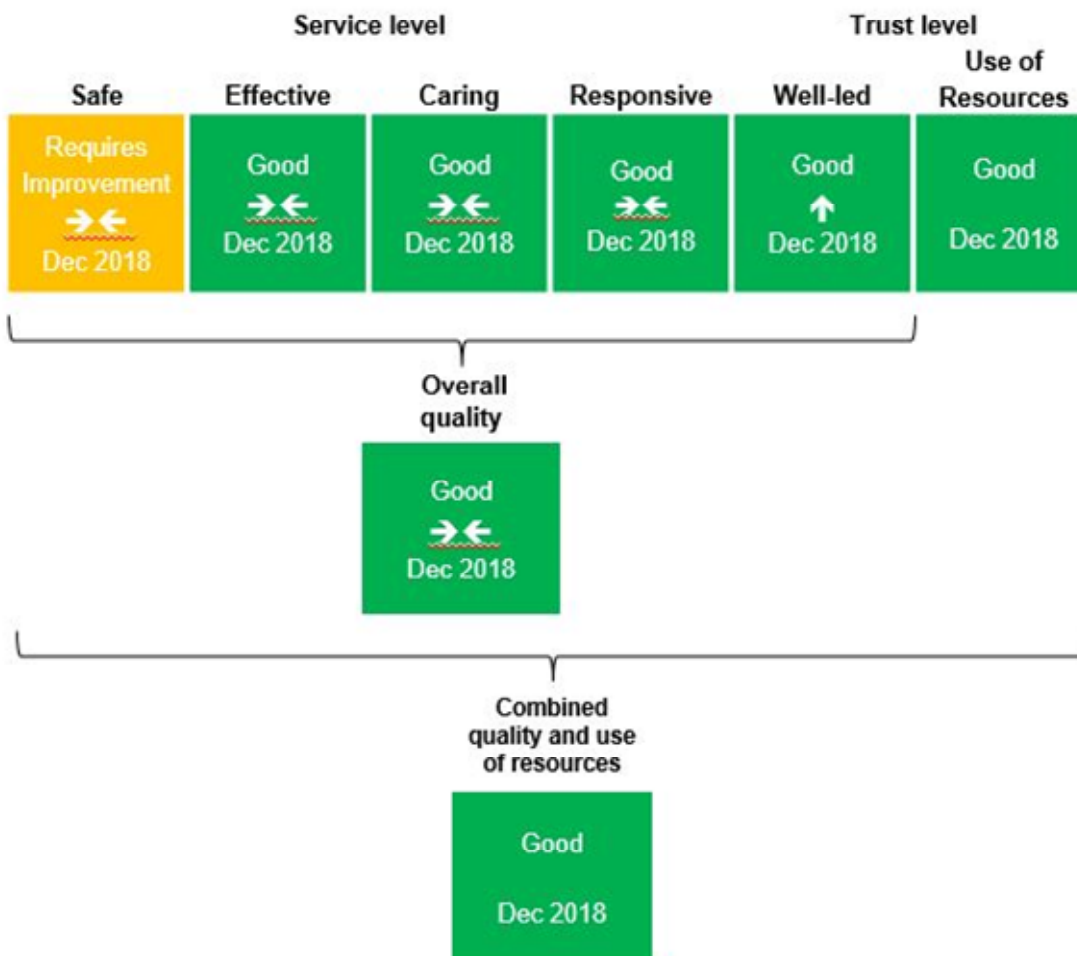 Service level
Trust level
Safe
Effective
Caring
Responsive
Well-led
Use of
Resources
Requires
Improvement
→←
Dec 2018
Good
→←
Dec 2018
Good
→←
Dec 2018
Good
→←
Dec 2018
Good
↑
Dec 2018
Good
Dec 2018
Overall
quality
Good
→←
Dec 2018
Combined
quality and use
of resources
Good
Dec 2018